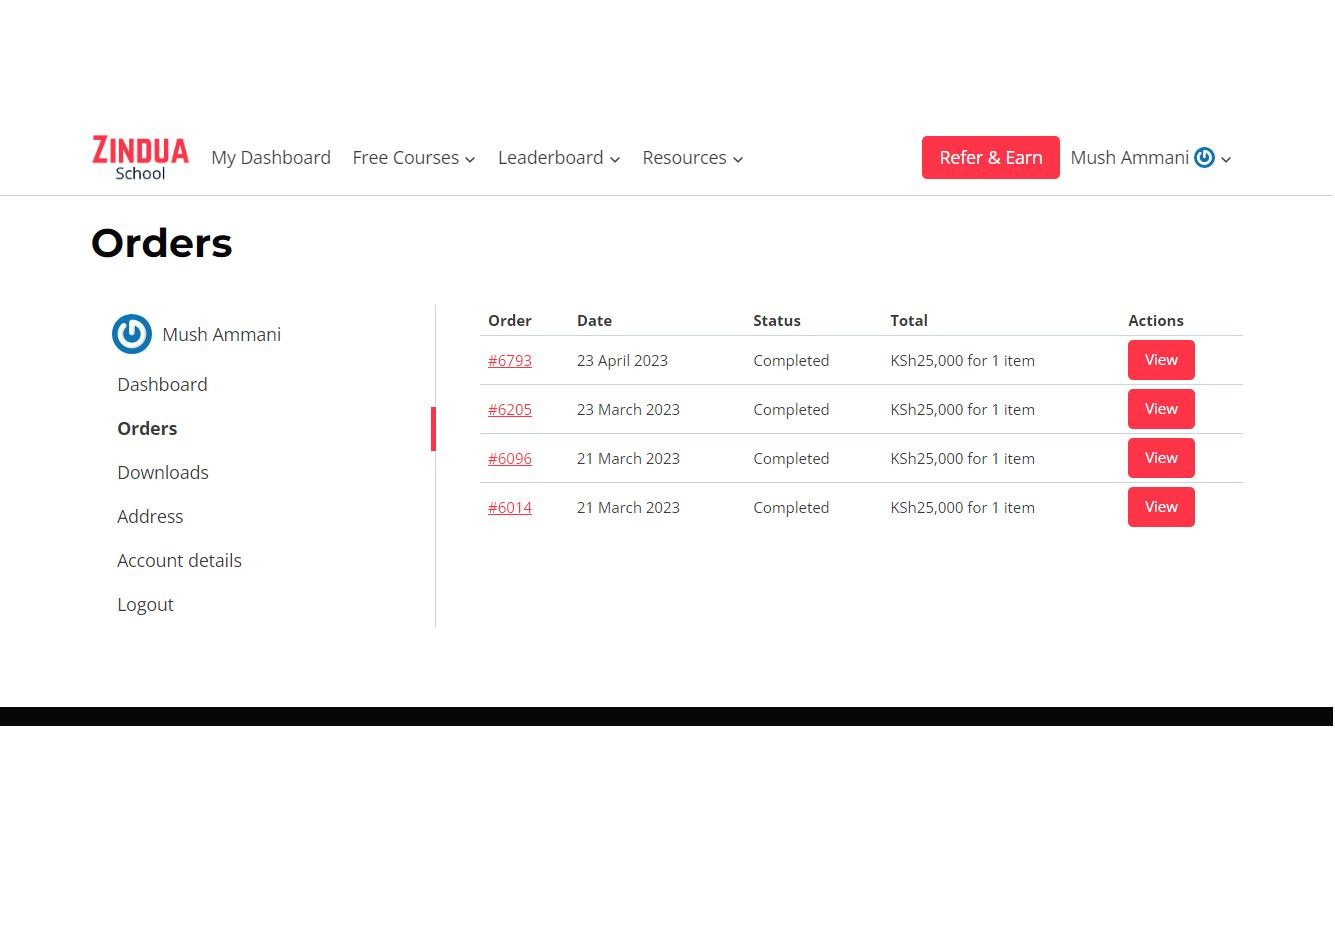 ZINDUA
School
My Dashboard Free Courses Leaderboard Resources Refer & Earn Mush Ammani
Orders
Mush Ammani
Dashboard
Orders
Downloads
Address
Account details
Logout
Order Date Status Total Actions
#6793 23 April 2023 Completed KSh25,000 for 1 item View
#6205 23 March 2023 Completed KSh25,000 for 1 item View
#6096 21 March 2023 Completed KSh25,000 for 1 item View
#6014 21 March 2023 Completed KSh25,000 for 1 item View